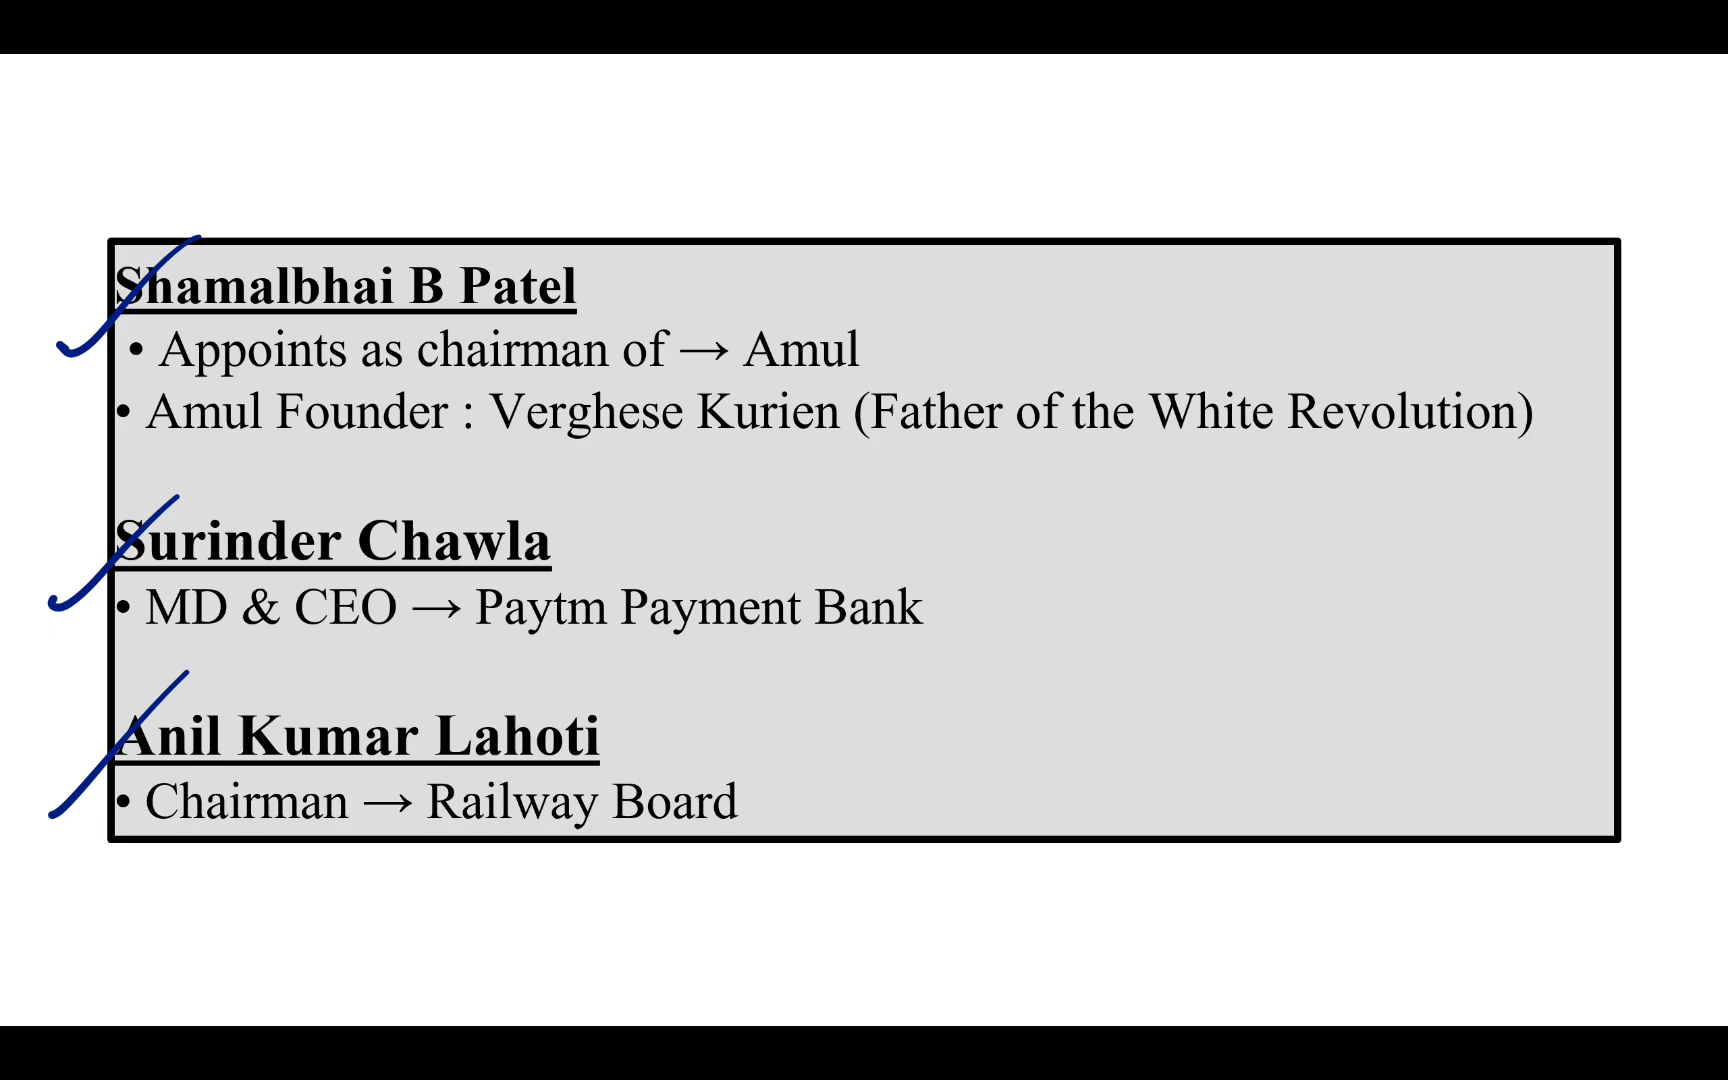 Shamalbhai B Patel
• Appoints as chairman of → Amul
• Amul Founder : Verghese Kurien (Father of the White Revolution)
Surinder Chawla
• MD & CEO → Paytm Payment Bank
Anil Kumar Lahoti
• Chairman → Railway Board